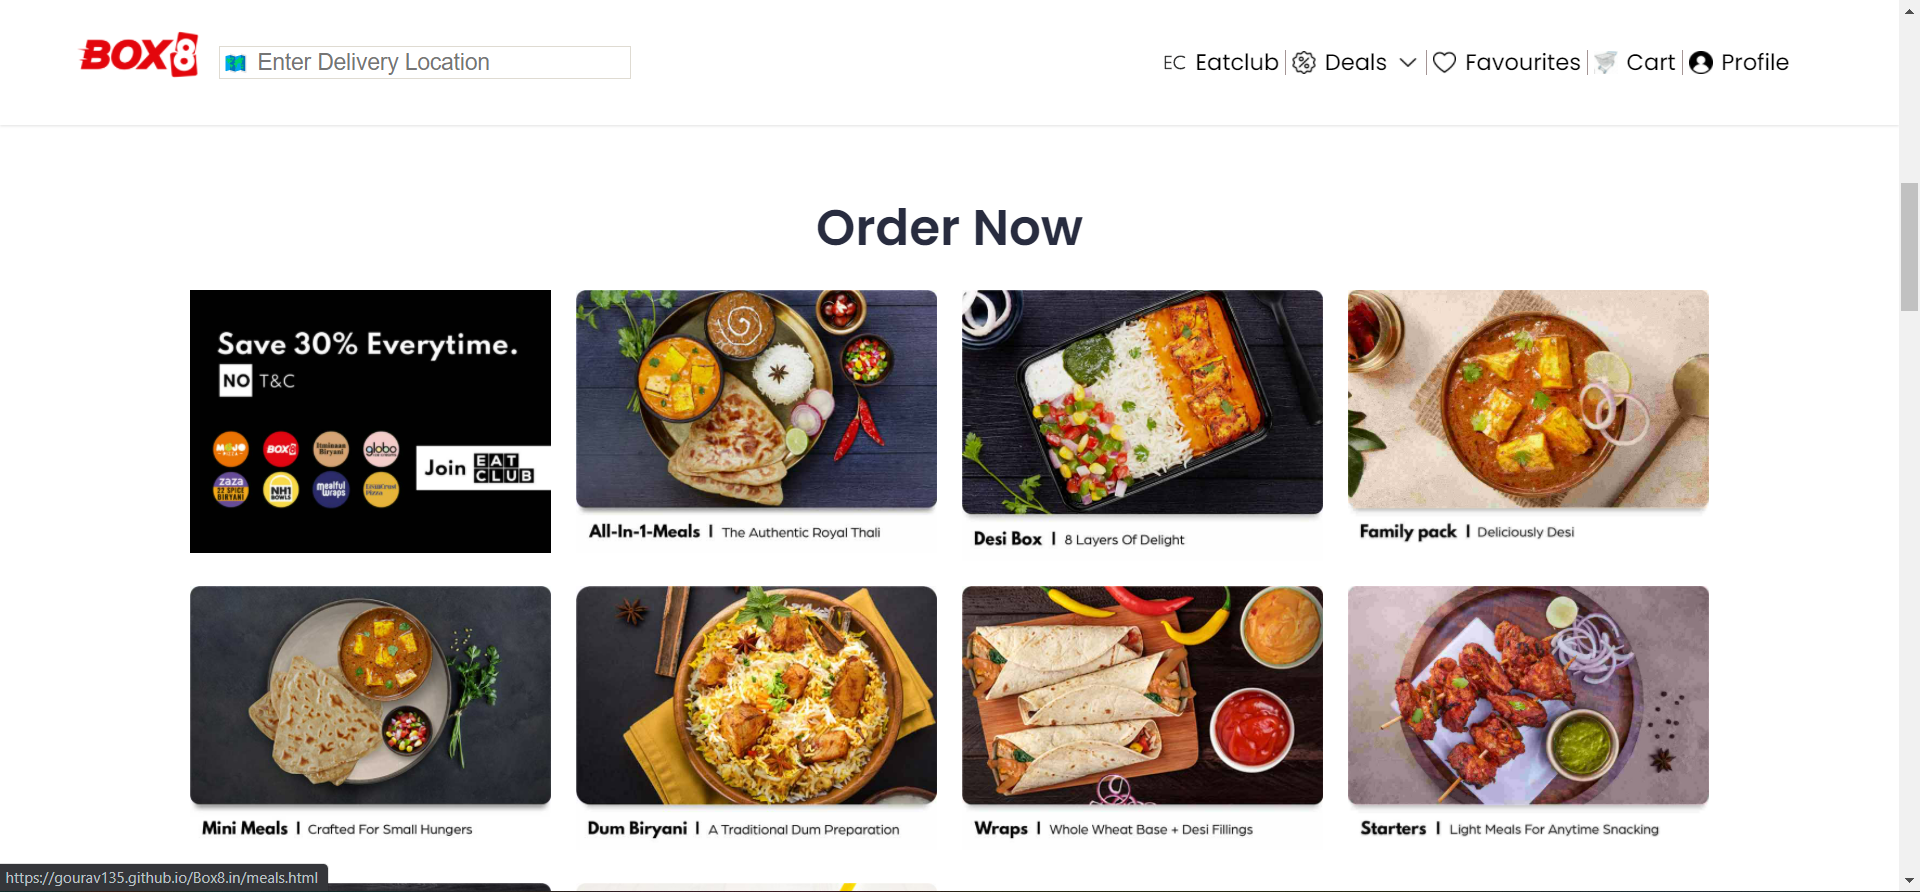 BOX8
Enter Delivery Location
EC Eatclub
Deals
Favourites
Cart
Profile
Order Now
Save 30% Everytime.
NO T&C
MOJO PIZZA
BOX8
Itminaan Biryani
globo
ZAZA 22 SPICE BIRYANI
NH1 BOWLS
mealful wraps
Join EAT CLUB
All-In-1-Meals | The Authentic Royal Thali
Desi Box | 8 Layers Of Delight
Family pack | Deliciously Desi
Mini Meals | Crafted For Small Hungers
Dum Biryani | A Traditional Dum Preparation
Wraps | Whole Wheat Base + Desi Fillings
Starters | Light Meals For Anytime Snacking
https://gourav135.github.io/Box8.in/meals.html